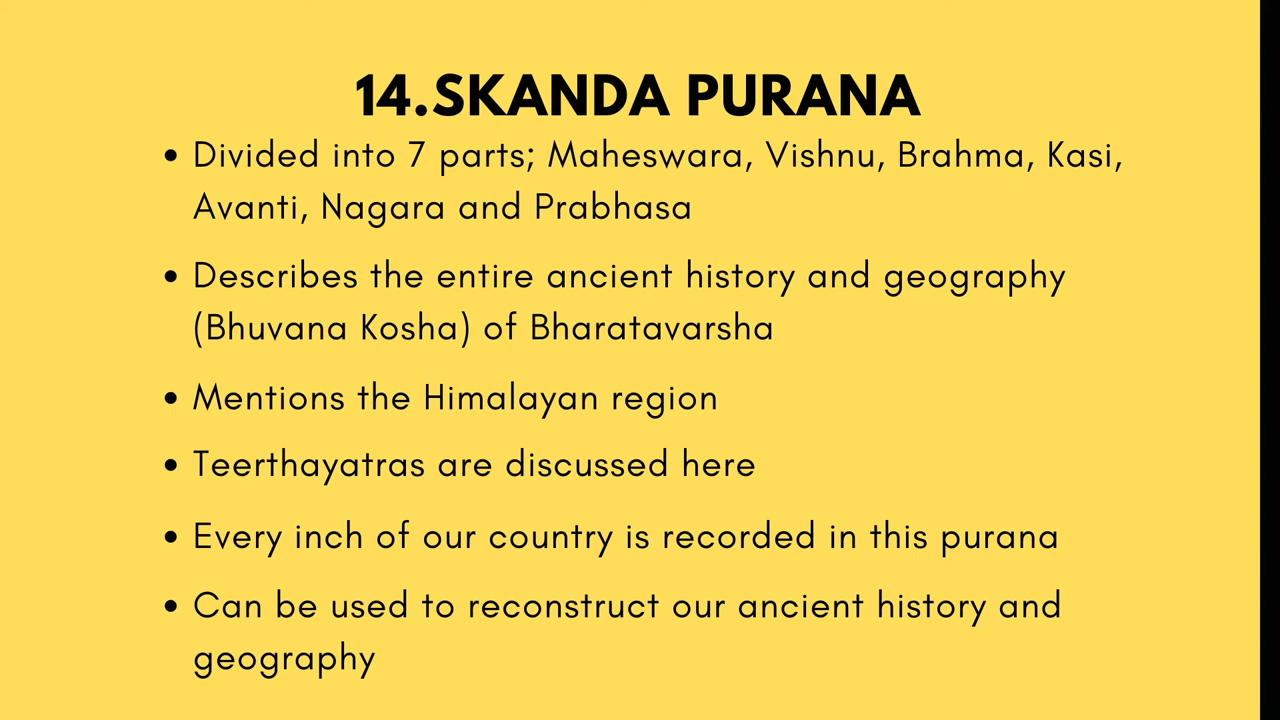 14.SKANDA PURANA
• Divided into 7 parts; Maheswara, Vishnu, Brahma, Kasi,
Avanti, Nagara and Prabhasa
• Describes the entire ancient history and geography
(Bhuvana Kosha) of Bharatavarsha
• Mentions the Himalayan region
• Teerthayatras are discussed here
• Every inch of our country is recorded in this purana
• Can be used to reconstruct our ancient history and
geography